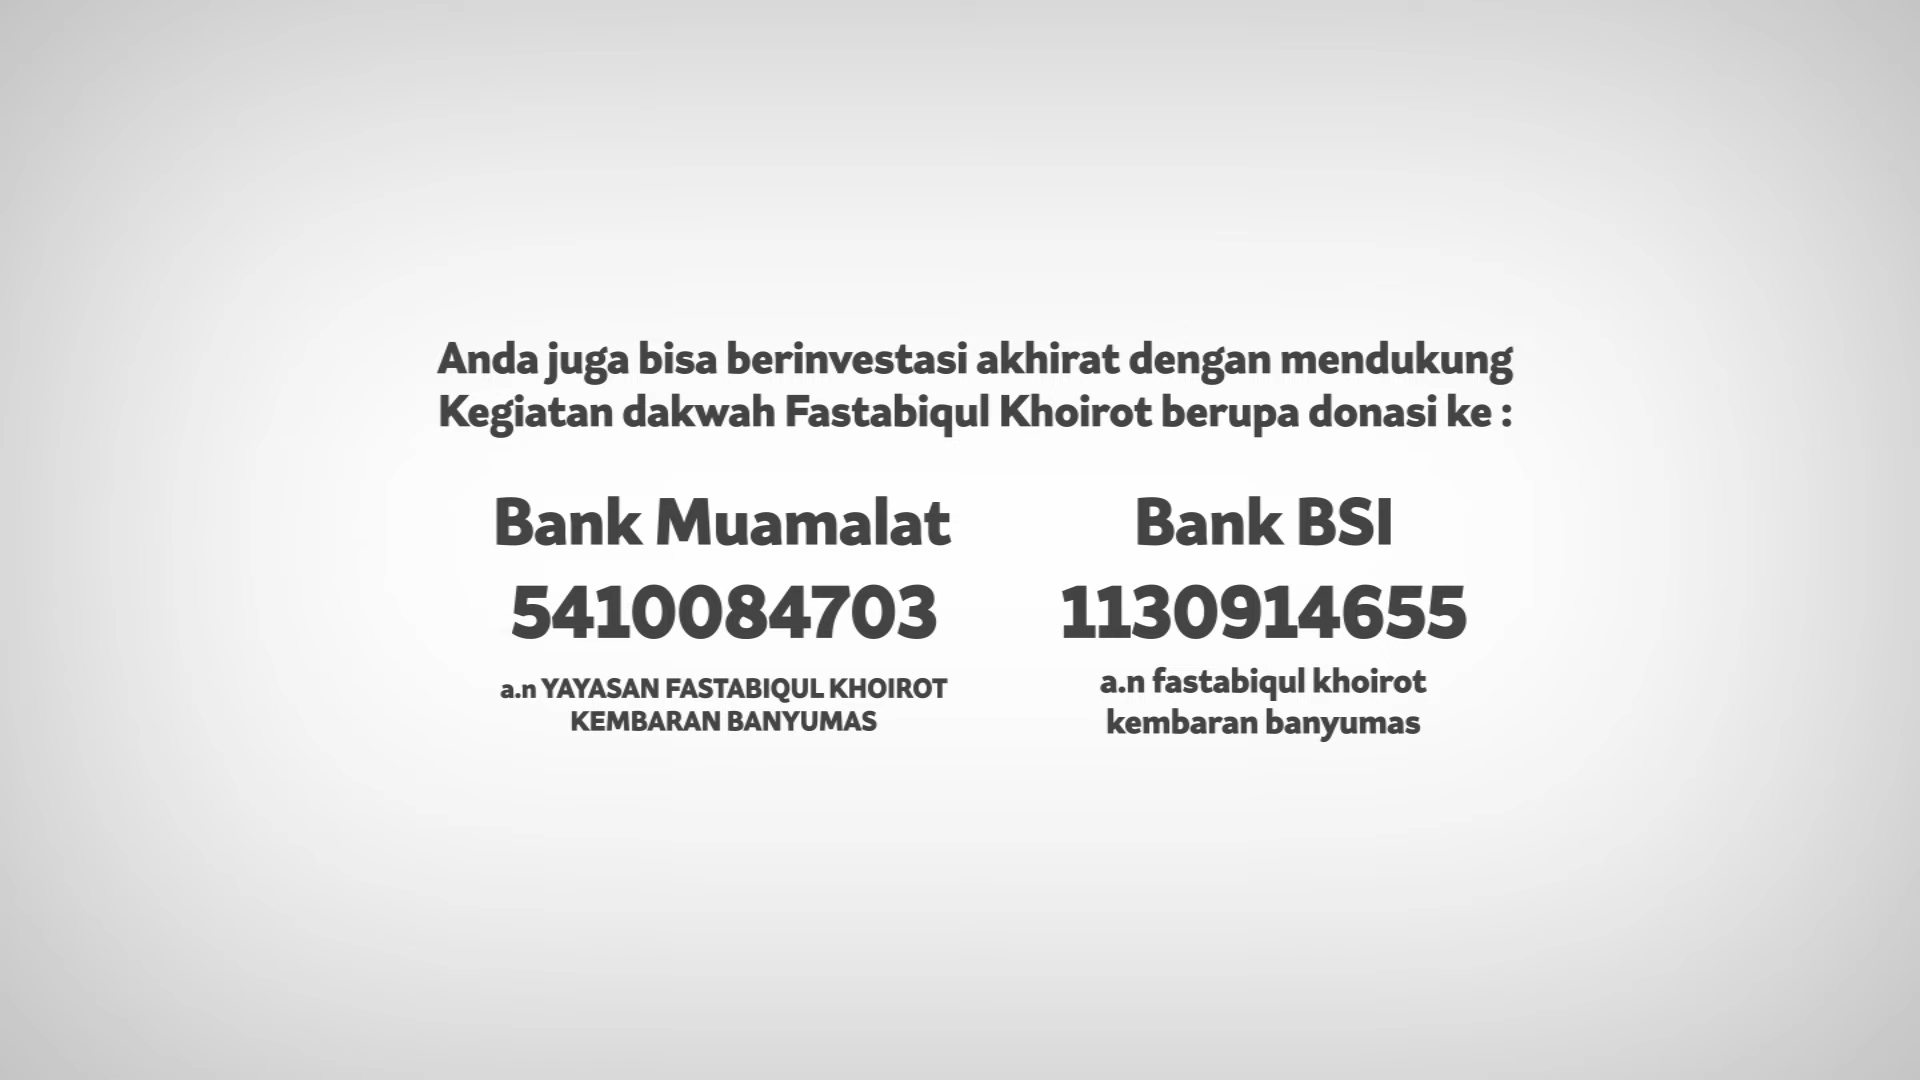 Anda juga bisa berinvestasi akhirat dengan mendukung
Kegiatan dakwah Fastabiqul Khoirot berupa donasi ke :
Bank Muamalat
5410084703
a.n YAYASAN FASTABIQUL KHOIROT
KEMBARAN BANYUMAS
Bank BSI
1130914655
a.n fastabiqul khoirot
kembaran banyumas